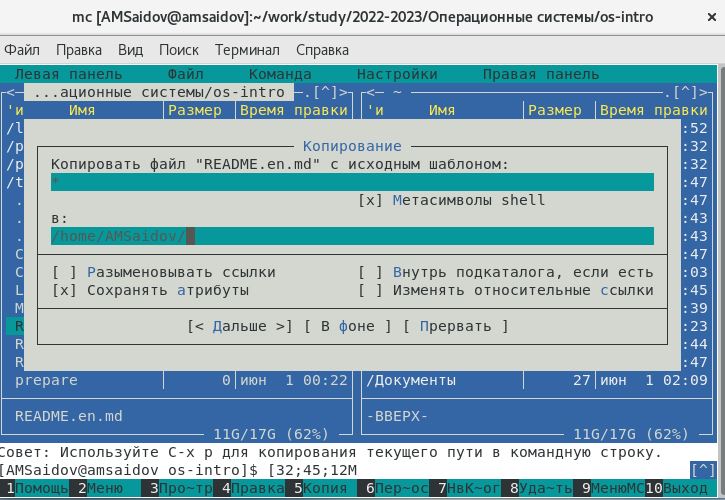 mc [AMSaidov@amsaidov]:~/work/study/2022-2023/Операционные системы/os-intro
Файл Правка Вид Поиск Терминал Справка
Левая панель Файл Команда Настройки Правая панель
<— ...ационные системы/os-intro —.[^]> <— ~ —.[^]>
'и Имя Размер Время правки 'и Имя Размер Время правки
/l :52
/p Копирование :32
/p Копировать файл "README.en.md" с исходным шаблоном: :32
/t * :47
. [x] Метасимволы shell :47
. в: :43
. /home/AMSaidov/ :43
C :47
C [ ] Разыменовывать ссылки [ ] Внутрь подкаталога, если есть :03
L [x] Сохранять атрибуты [ ] Изменять относительные ссылки :45
M :43
R [< Дальше >] [ В фоне ] [ Прервать ] :23
R :44
R :47
prepare 0 июн 1 00:22 /Документы 27 июн 1 02:09
README.en.md -ВВЕРХ-
11G/17G (62%) 11G/17G (62%)
Совет: Используйте C-x p для копирования текущего пути в командную строку.
[AMSaidov@amsaidov os-intro]$ [32;45;12M [^]
1Помощь 2Меню 3Про~тр 4Правка 5Копия 6Пер~ос 7НвК~ог 8Уда~ть 9МенюMC 10Выход